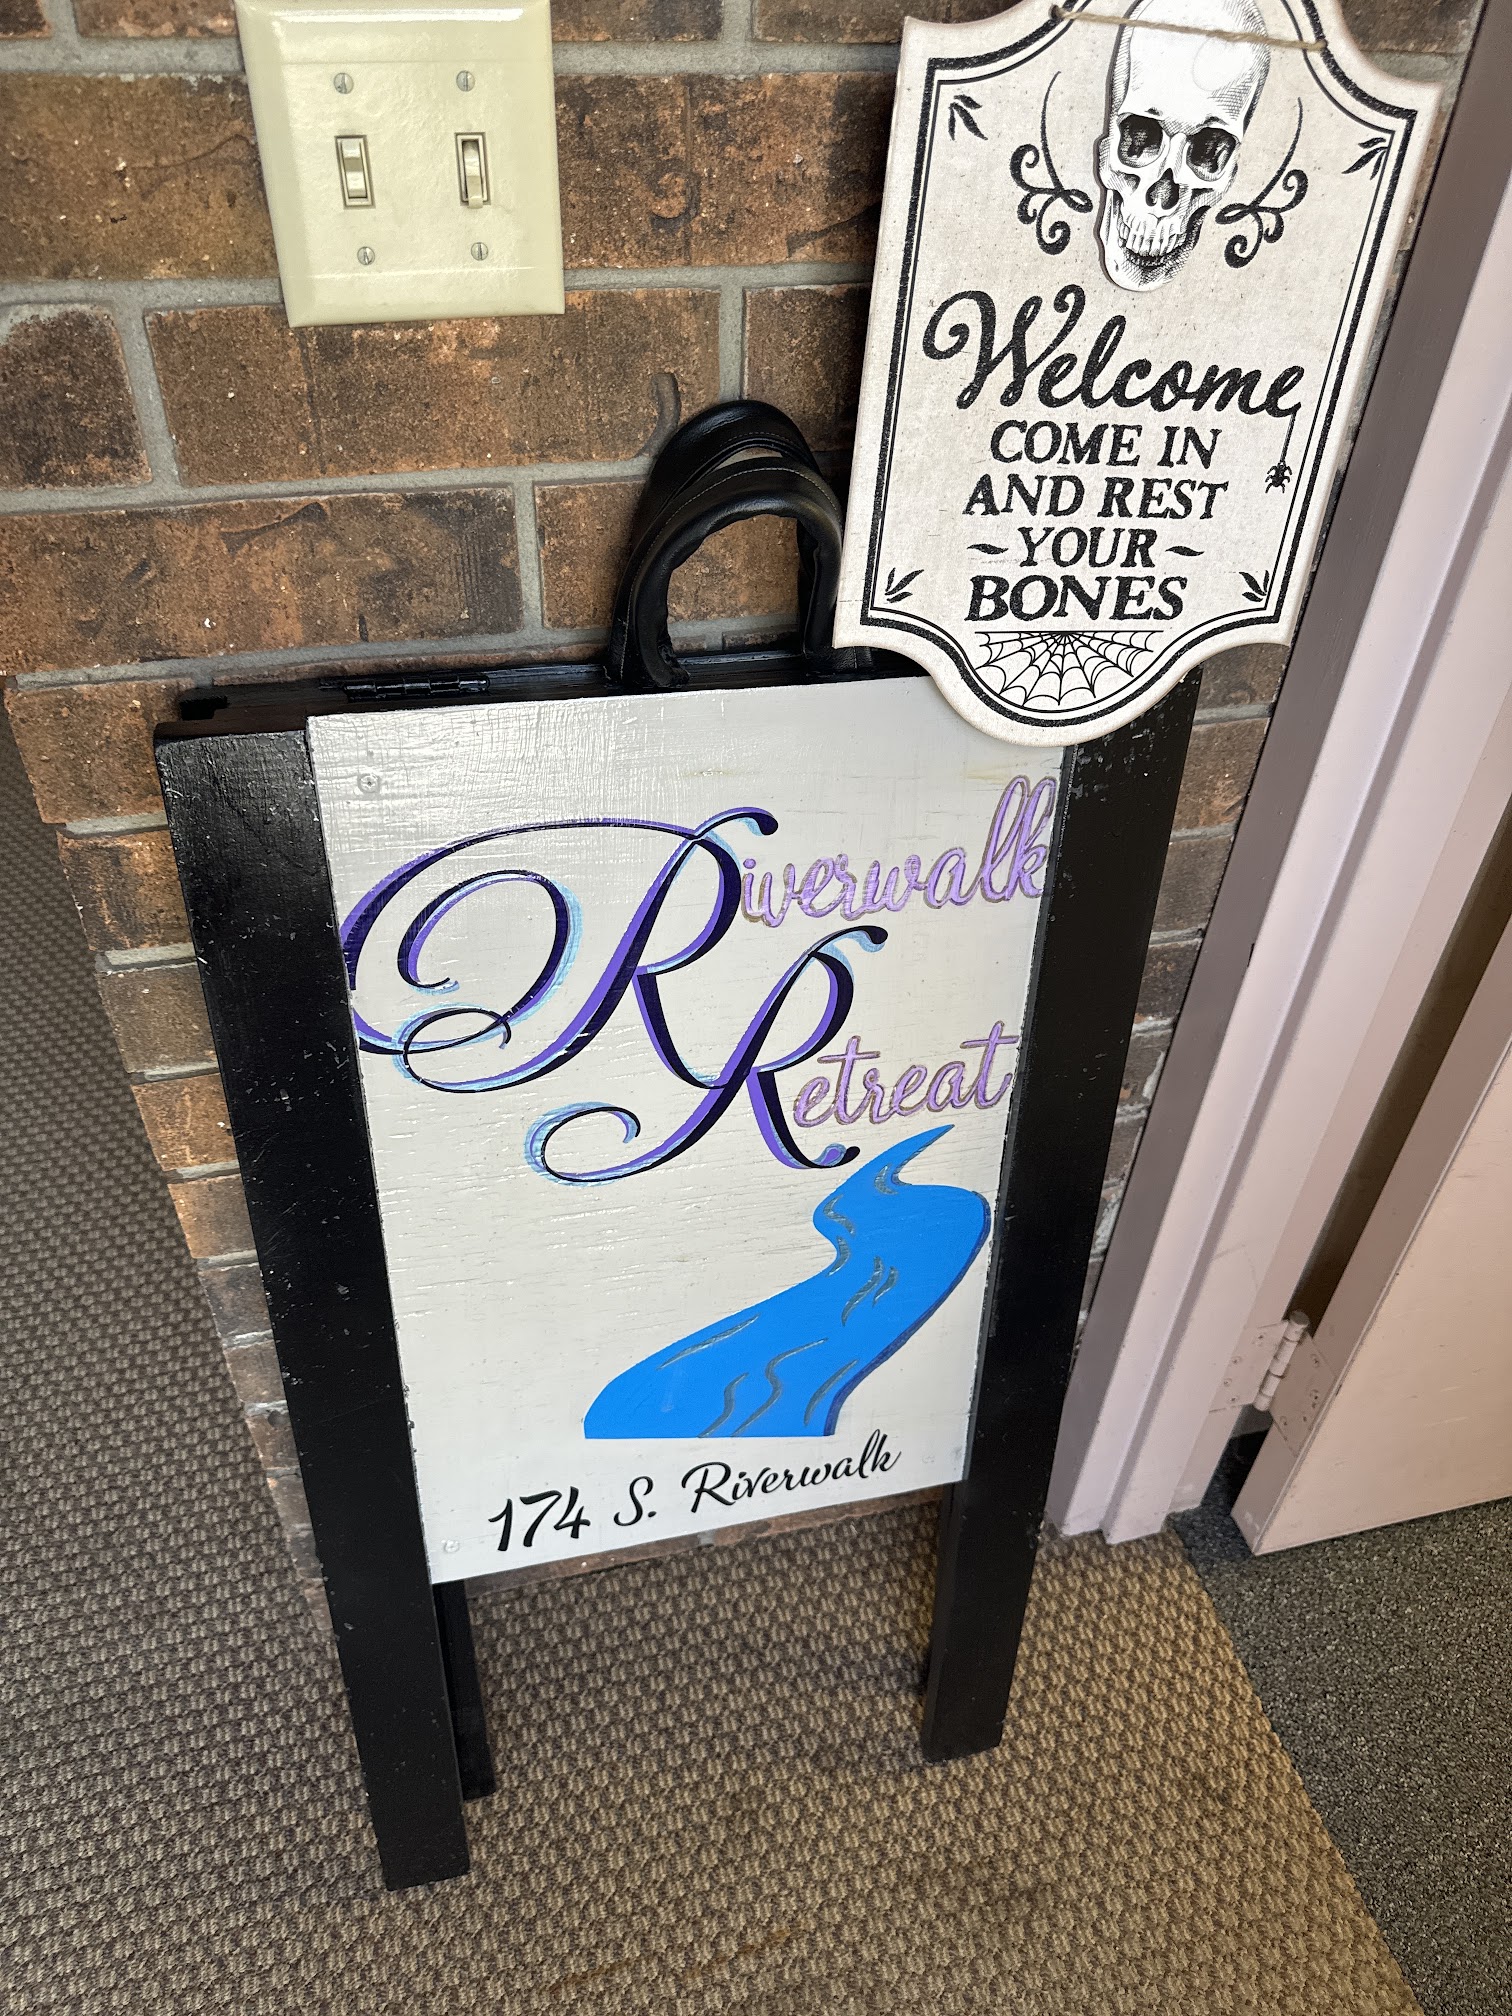 Welcome
COME IN
AND REST
~YOUR~
BONES
Riverwalk
Retreat
174 S. Riverwalk